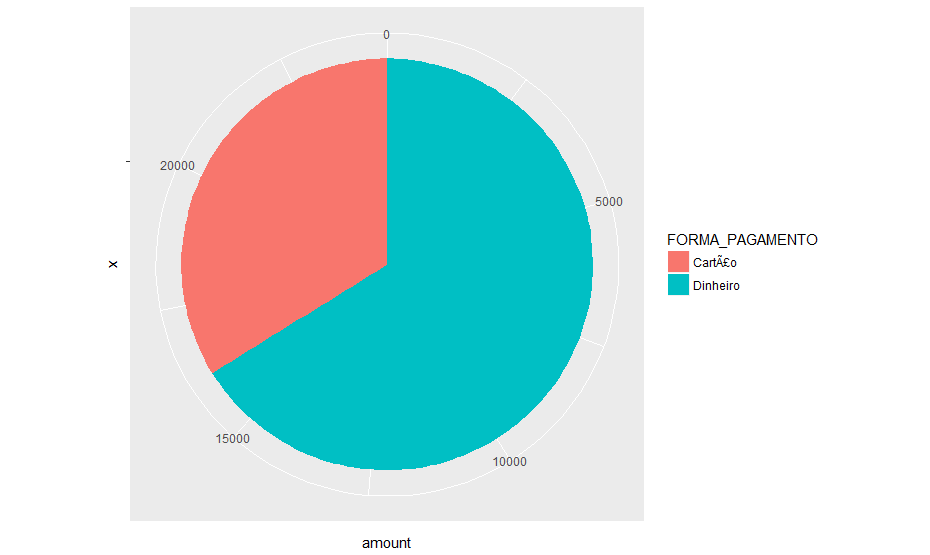 0
20000
5000
x
FORMA_PAGAMENTO
CartÃ£o
Dinheiro
15000
10000
amount